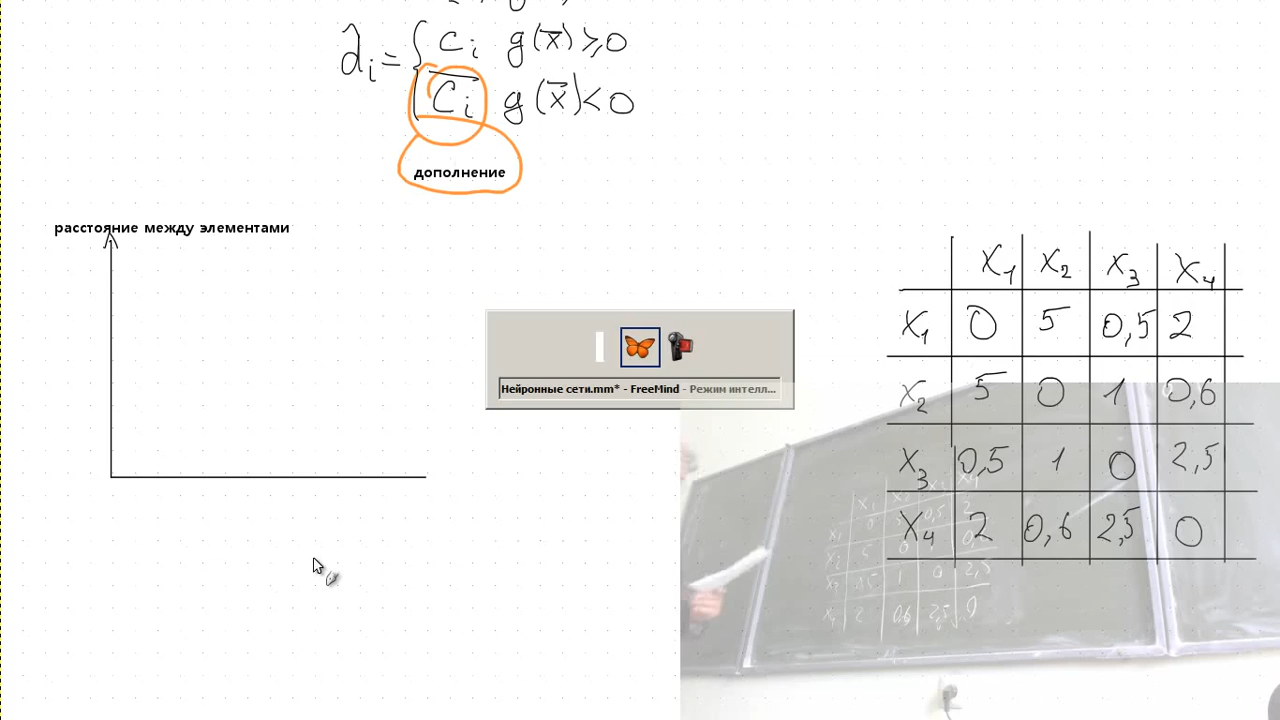 λi = { Ci g(x̄) ≥ 0
C̄i g(x̄) < 0
дополнение
расстояние между элементами
x1 x2 x3 x4
x1 0 5 0,5 2
x2 5 0 1 0,6
x3 0,5 1 0 2,5
x4 2 0,6 2,5 0
Нейронные сети.mm* - FreeMind - Режим интелл...